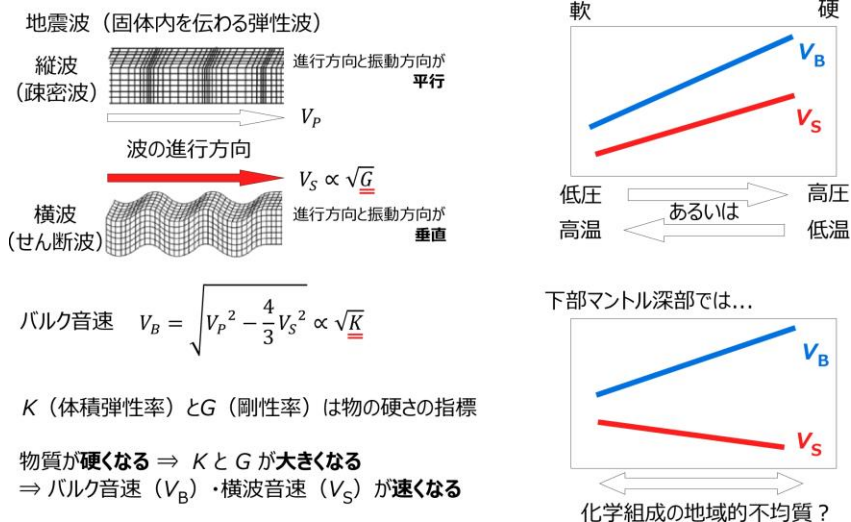 地震波（固体内を伝わる弾性波）
縦波
（疎密波）
進行方向と振動方向が
平行
V_P
波の進行方向
V_S ∝ √G
横波
（せん断波）
進行方向と振動方向が
垂直
バルク音速 V_B = √(V_P² − 4/3 V_S²) ∝ √K
K（体積弾性率）とG（剛性率）は物の硬さの指標
物質が硬くなる ⇒ K と G が大きくなる
⇒ バルク音速（V_B）・横波音速（V_S）が速くなる
軟 硬
V_B
V_S
低圧 高圧
あるいは
高温 低温
下部マントル深部では…
V_B
V_S
化学組成の地域的不均質？